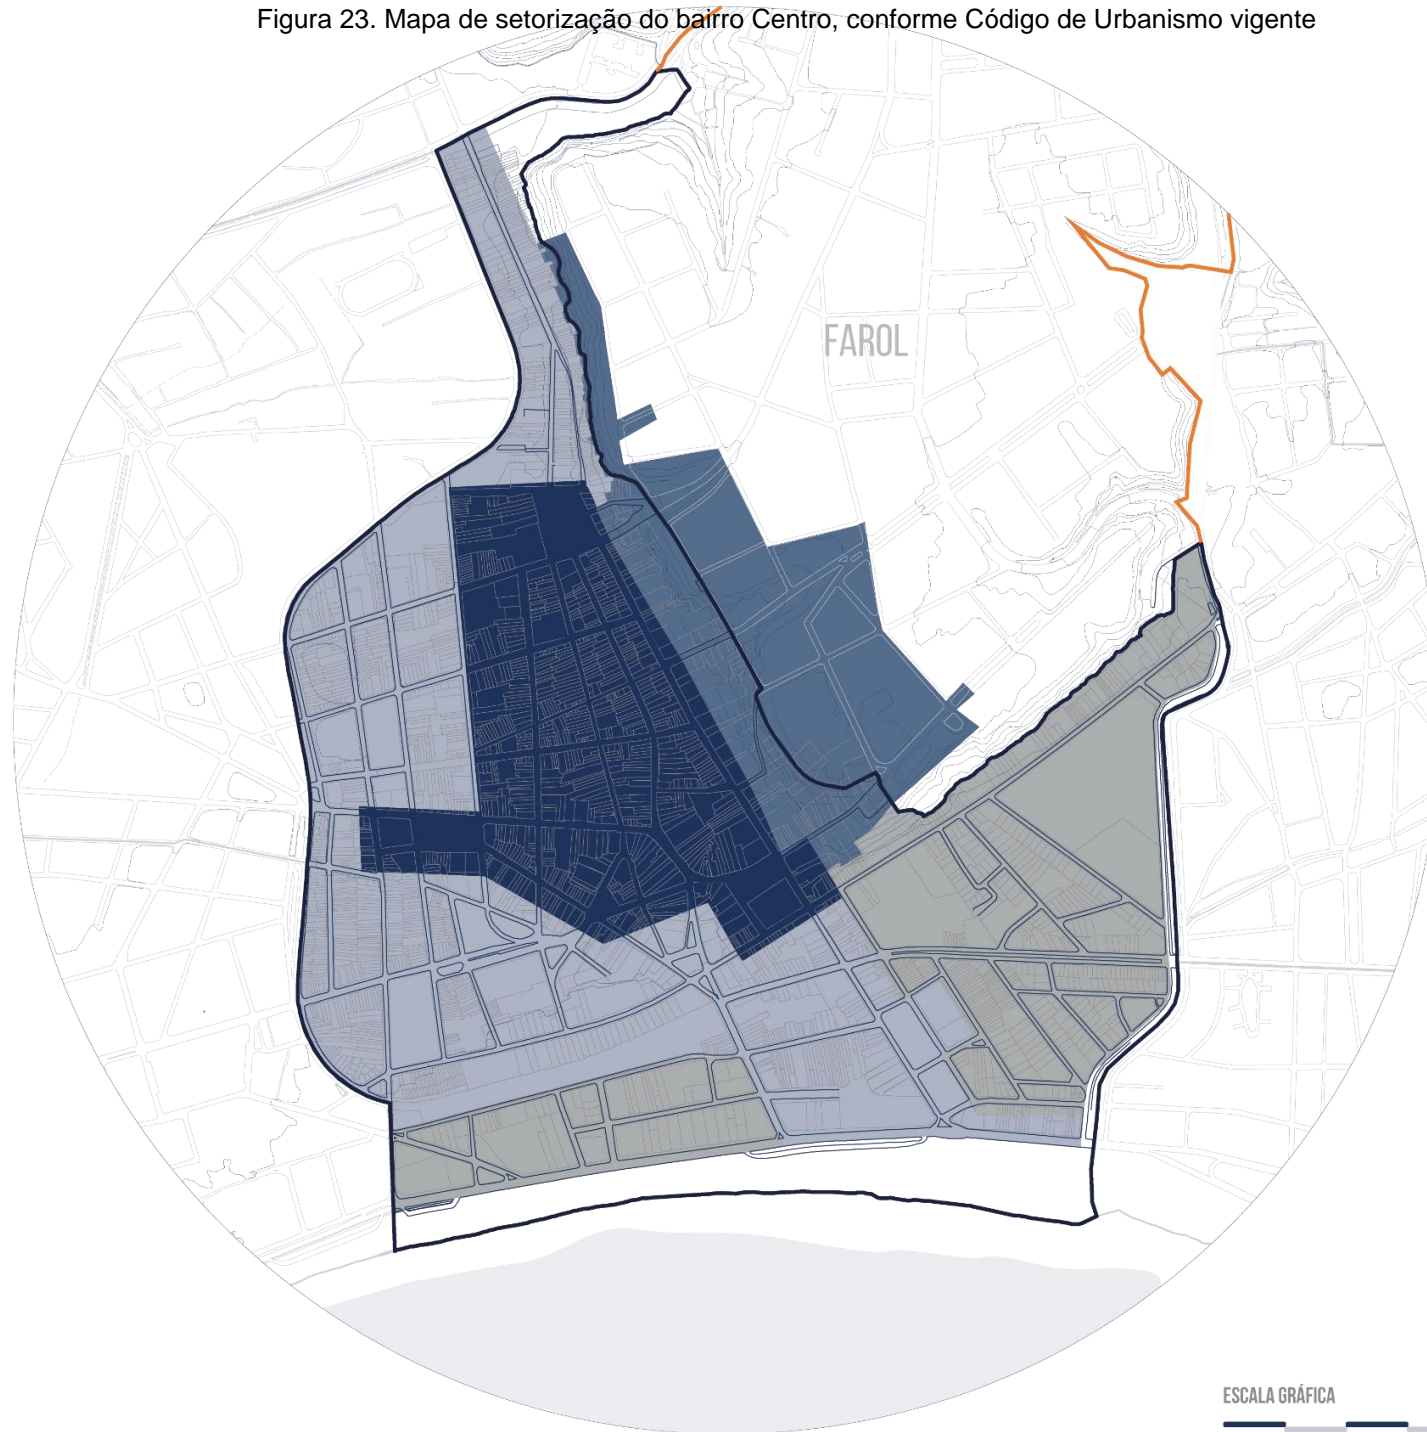 Figura 23. Mapa de setorização do bairro Centro, conforme Código de Urbanismo vigente
FAROL
ESCALA GRÁFICA